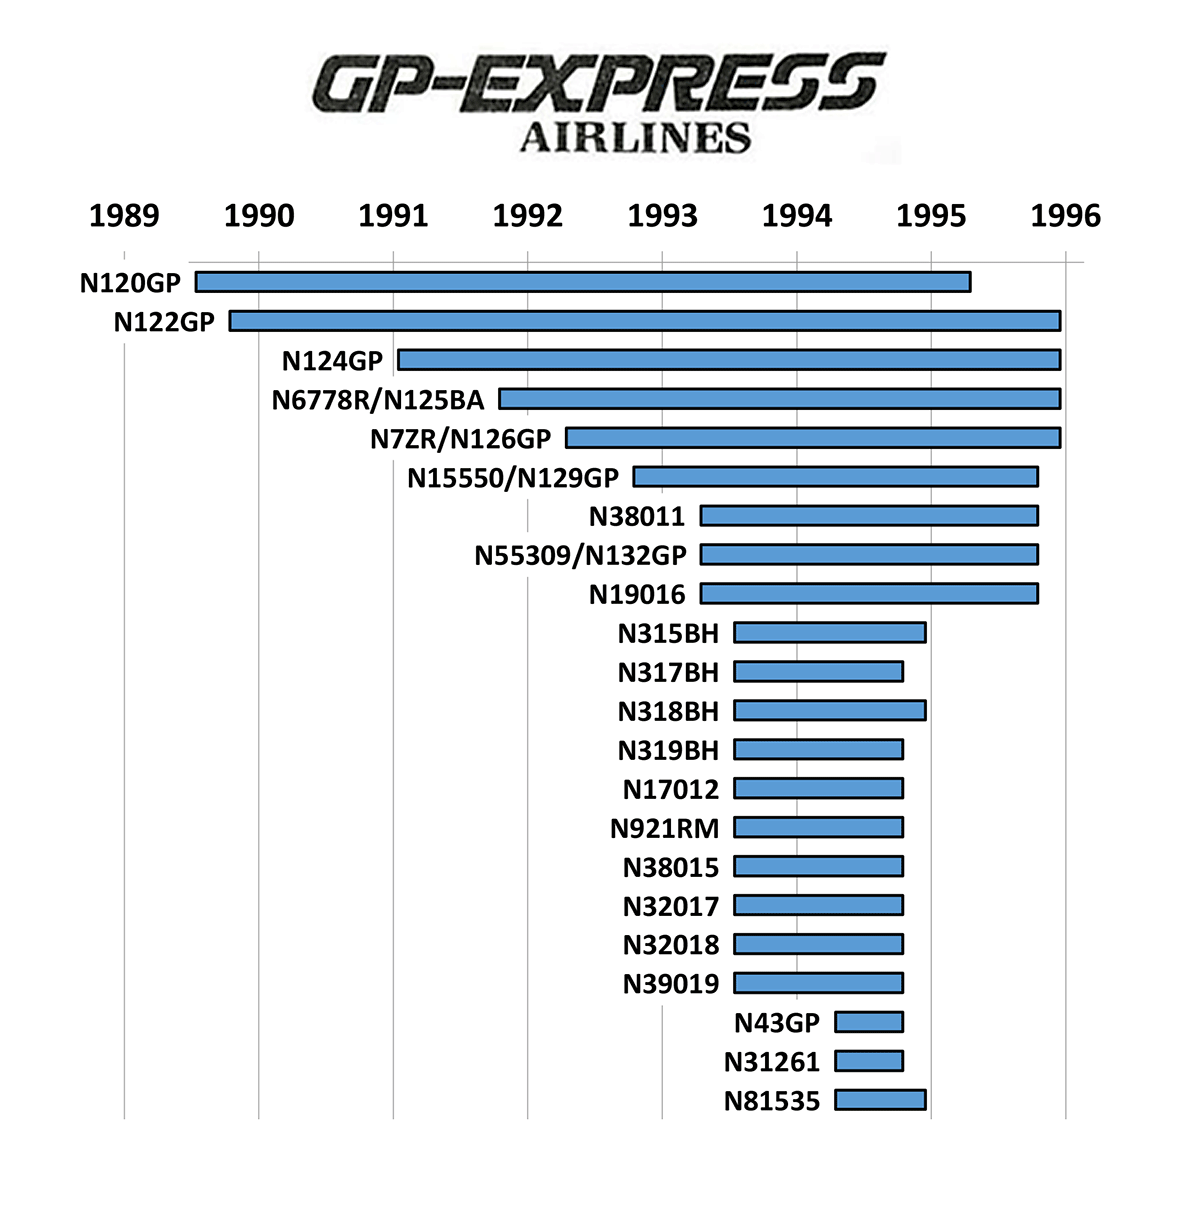 GP-EXPRESS
AIRLINES
1989 1990 1991 1992 1993 1994 1995 1996
N120GP
N122GP
N124GP
N6778R/N125BA
N7ZR/N126GP
N15550/N129GP
N38011
N55309/N132GP
N19016
N315BH
N317BH
N318BH
N319BH
N17012
N921RM
N38015
N32017
N32018
N39019
N43GP
N31261
N81535